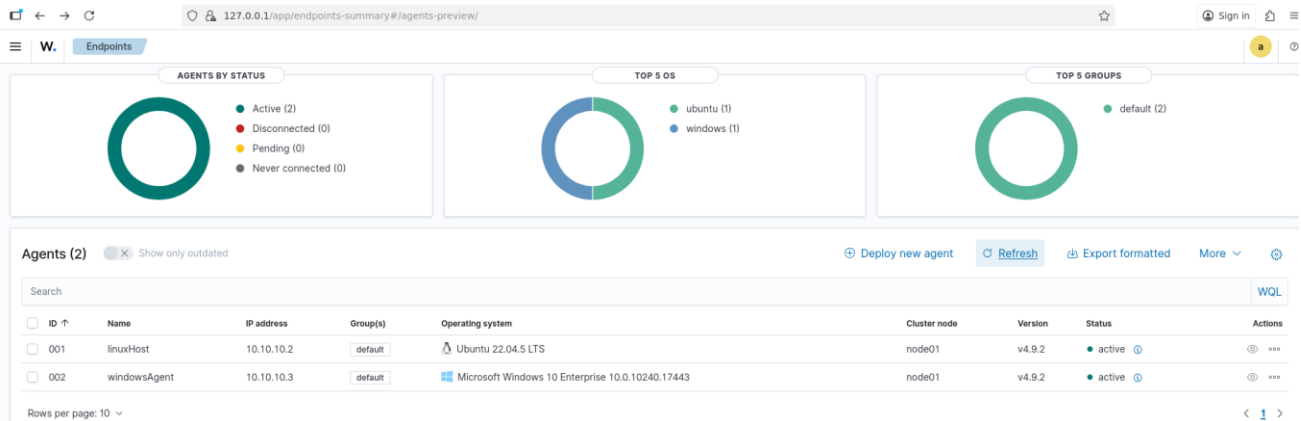 127.0.0.1/app/endpoints-summary#/agents-preview/
Sign in
W.
Endpoints
a
AGENTS BY STATUS
Active (2)
Disconnected (0)
Pending (0)
Never connected (0)
TOP 5 OS
ubuntu (1)
windows (1)
TOP 5 GROUPS
default (2)
Agents (2) Show only outdated Deploy new agent Refresh Export formatted More
Search WQL
ID Name IP address Group(s) Operating system Cluster node Version Status Actions
001 linuxHost 10.10.10.2 default Ubuntu 22.04.5 LTS node01 v4.9.2 active
002 windowsAgent 10.10.10.3 default Microsoft Windows 10 Enterprise 10.0.10240.17443 node01 v4.9.2 active
Rows per page: 10 1